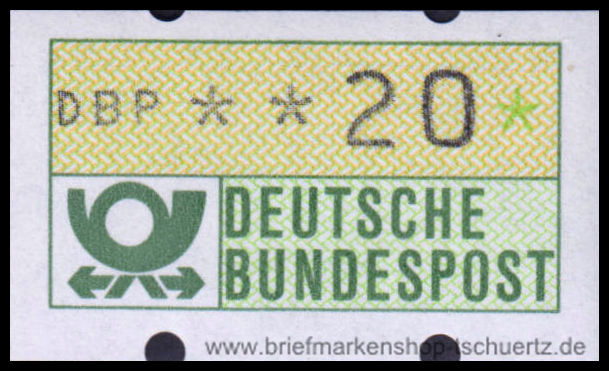 DBP * * 20 *
DEUTSCHE
BUNDESPOST
www.briefmarkenshop-tschuertz.de